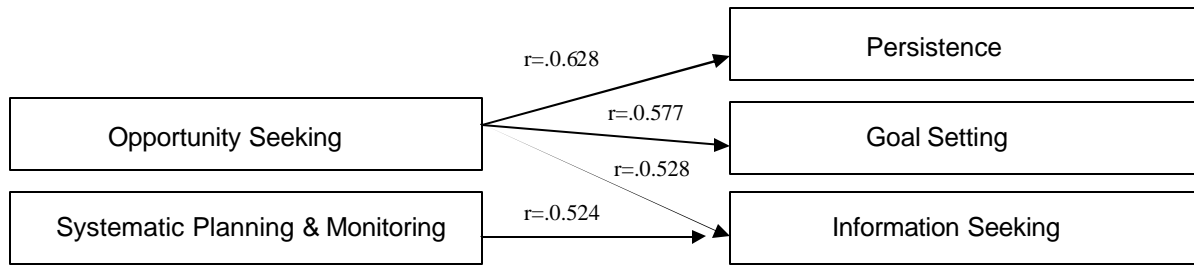 Persistence
r=.0.628
r=.0.577
Opportunity Seeking
Goal Setting
r=.0.528
r=.0.524
Systematic Planning & Monitoring
Information Seeking